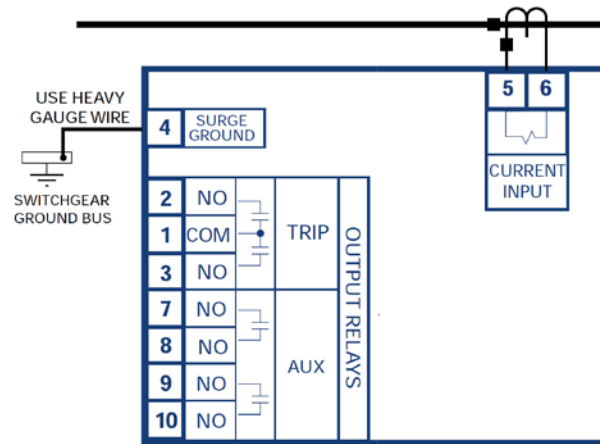 5 6
USE HEAVY
GAUGE WIRE
4 SURGE
GROUND
CURRENT
INPUT
SWITCHGEAR
GROUND BUS
2 NO
1 COM
3 NO
TRIP
7 NO
8 NO
9 NO
10 NO
AUX
OUTPUT RELAYS